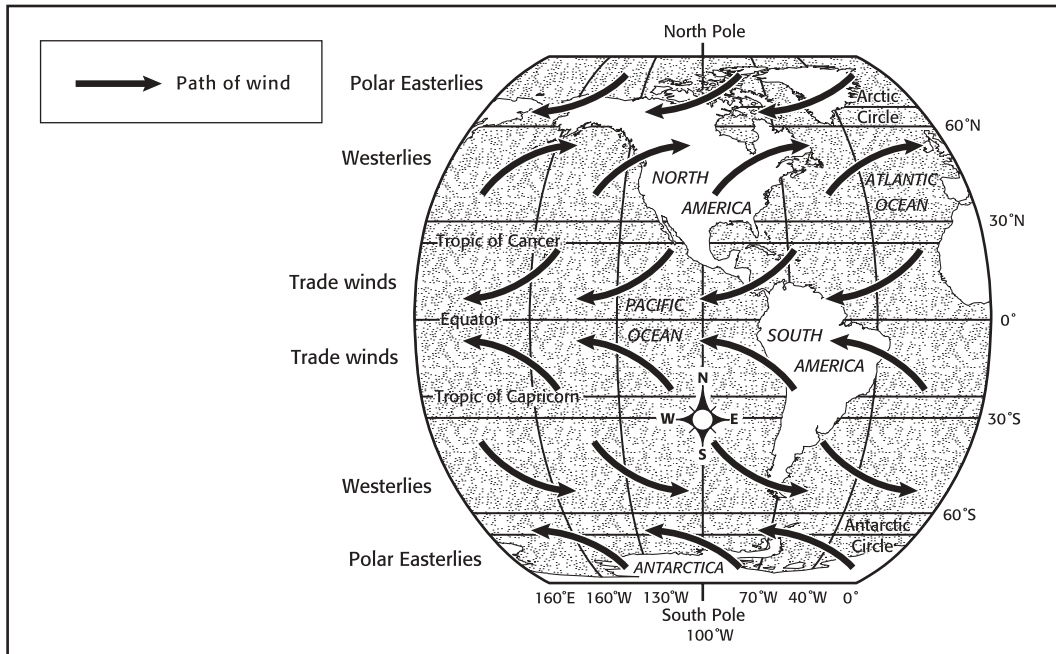 North Pole
Path of wind
Polar Easterlies
Arctic
Circle
60°N
Westerlies
NORTH
AMERICA
ATLANTIC
OCEAN
30°N
Tropic of Cancer
Trade winds
PACIFIC
OCEAN
Equator
0°
Trade winds
SOUTH
AMERICA
Tropic of Capricorn
N
W
E
S
30°S
Westerlies
60°S
Antarctic
Circle
Polar Easterlies
ANTARCTICA
160°E 160°W 130°W 70°W 40°W 0°
South Pole
100°W